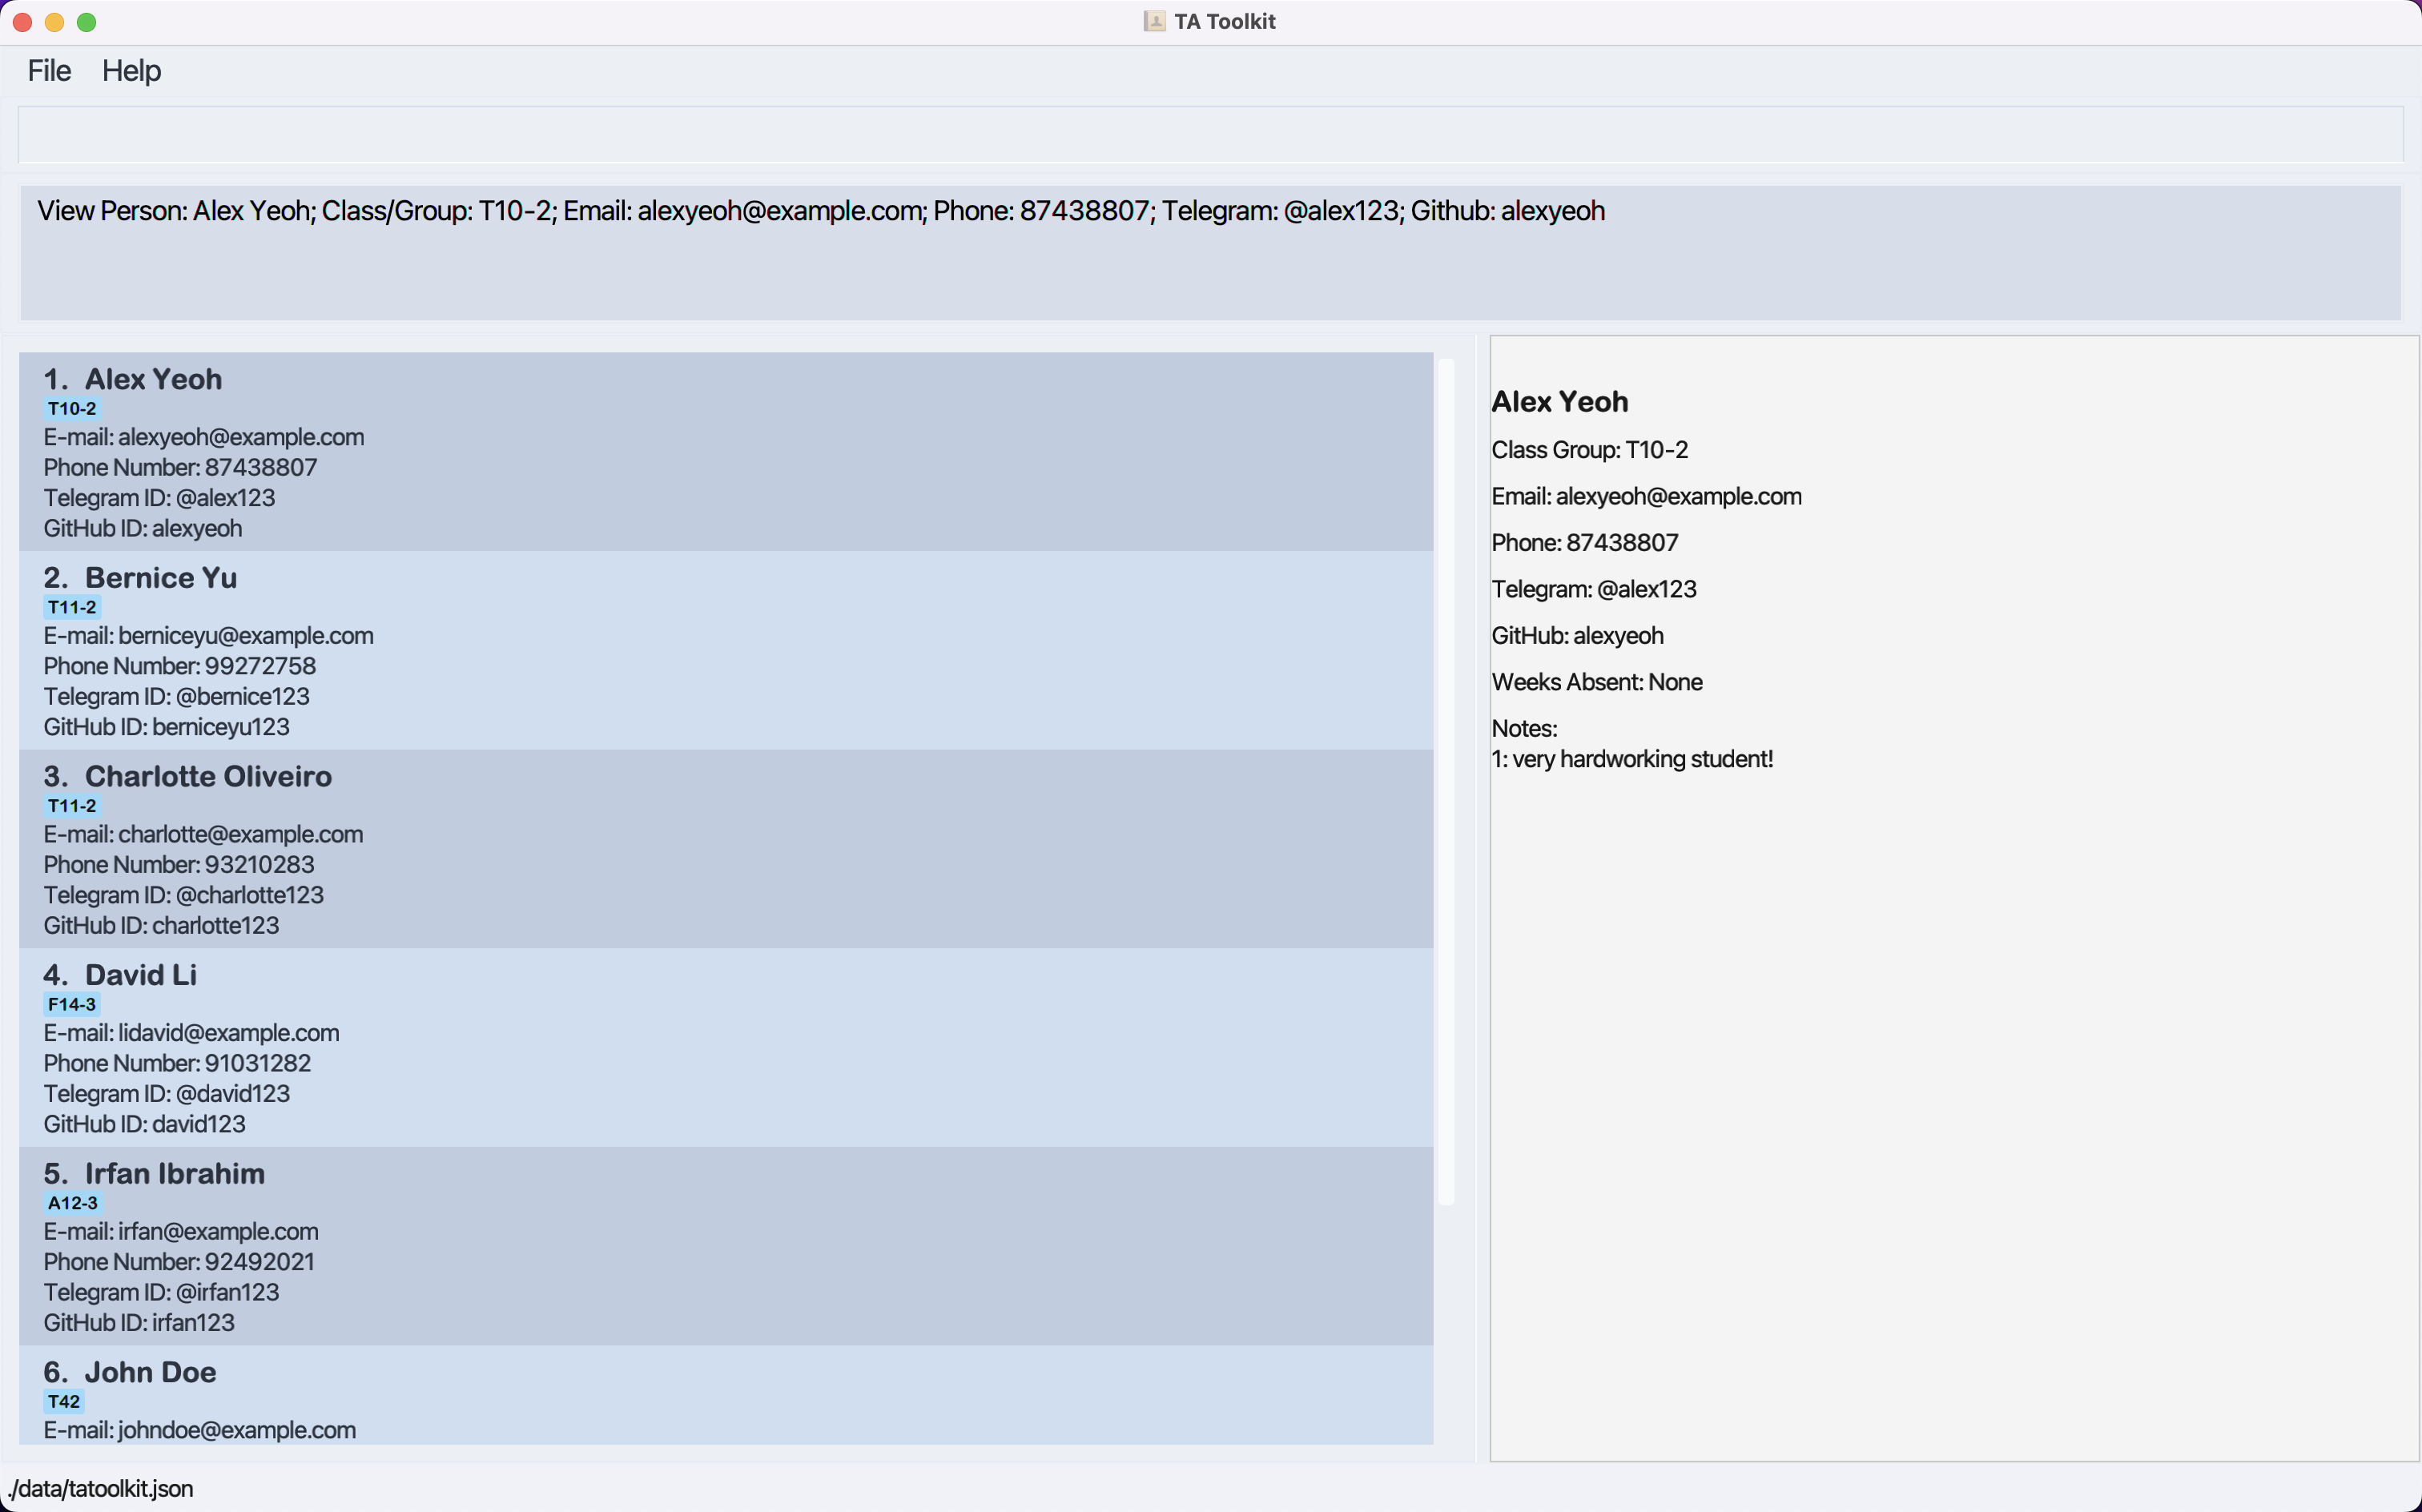 TA Toolkit
File Help
View Person: Alex Yeoh; Class/Group: T10-2; Email: alexyeoh@example.com; Phone: 87438807; Telegram: @alex123; Github: alexyeoh
1. Alex Yeoh
T10-2
E-mail: alexyeoh@example.com
Phone Number: 87438807
Telegram ID: @alex123
GitHub ID: alexyeoh
2. Bernice Yu
T11-2
E-mail: berniceyu@example.com
Phone Number: 99272758
Telegram ID: @bernice123
GitHub ID: berniceyu123
3. Charlotte Oliveiro
T11-2
E-mail: charlotte@example.com
Phone Number: 93210283
Telegram ID: @charlotte123
GitHub ID: charlotte123
4. David Li
F14-3
E-mail: lidavid@example.com
Phone Number: 91031282
Telegram ID: @david123
GitHub ID: david123
5. Irfan Ibrahim
A12-3
E-mail: irfan@example.com
Phone Number: 92492021
Telegram ID: @irfan123
GitHub ID: irfan123
6. John Doe
T42
E-mail: johndoe@example.com
Alex Yeoh
Class Group: T10-2
Email: alexyeoh@example.com
Phone: 87438807
Telegram: @alex123
GitHub: alexyeoh
Weeks Absent: None
Notes:
1: very hardworking student!
./data/tatoolkit.json